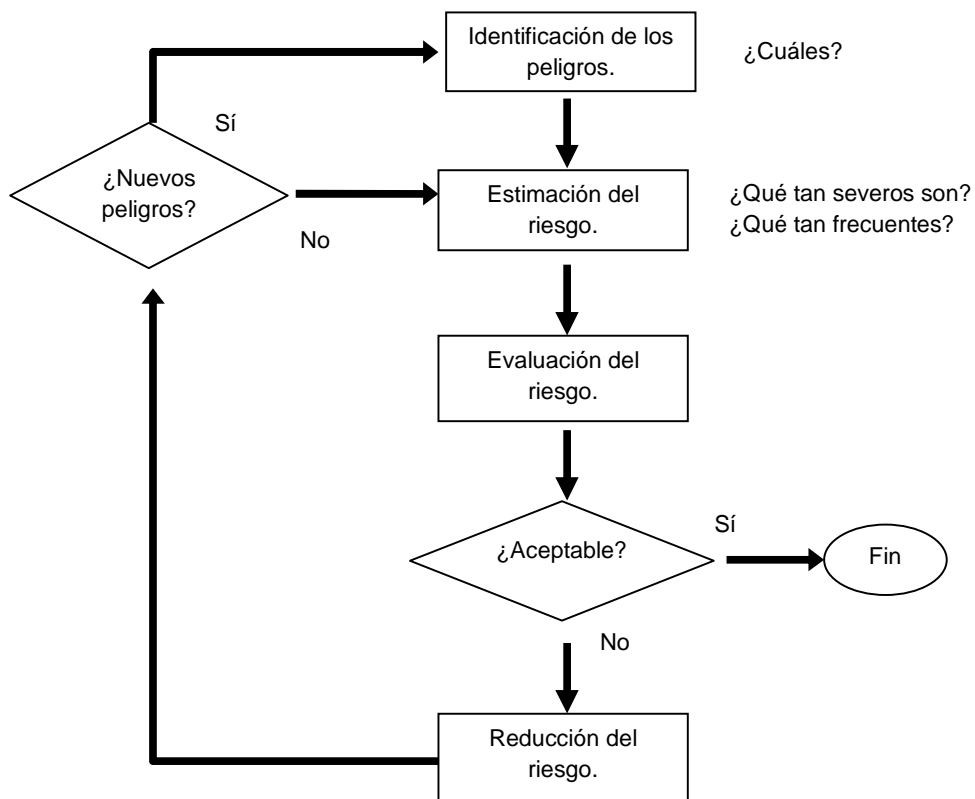 Identificación de los
peligros.
¿Cuáles?
Sí
¿Nuevos
peligros?
No
Estimación del
riesgo.
¿Qué tan severos son?
¿Qué tan frecuentes?
Evaluación del
riesgo.
¿Aceptable?
Sí
Fin
No
Reducción del
riesgo.